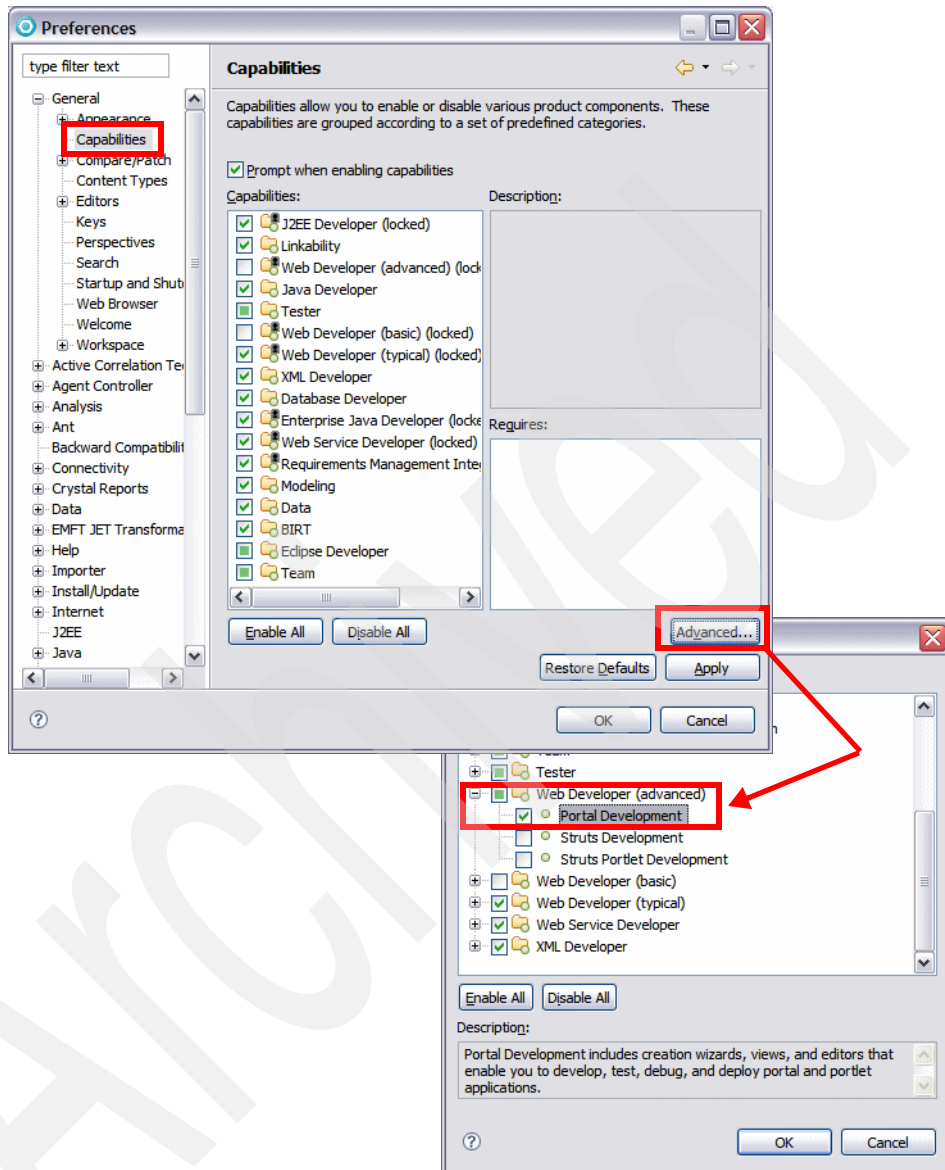 Preferences
type filter text
Capabilities
General
Appearance
Capabilities
Compare/Patch
Content Types
Editors
Keys
Perspectives
Search
Startup and Shut
Web Browser
Welcome
Workspace
Active Correlation Te
Agent Controller
Analysis
Ant
Backward Compatibilit
Connectivity
Crystal Reports
Data
EMFT JET Transforma
Help
Importer
Install/Update
Internet
J2EE
Java
Capabilities allow you to enable or disable various product components. These
capabilities are grouped according to a set of predefined categories.
Prompt when enabling capabilities
Capabilities:
Description:
J2EE Developer (locked)
Linkability
Web Developer (advanced) (lock
Java Developer
Tester
Web Developer (basic) (locked)
Web Developer (typical) (locked)
XML Developer
Database Developer
Enterprise Java Developer (locke
Web Service Developer (locked)
Requirements Management Integ
Modeling
Data
BIRT
Eclipse Developer
Team
Requires:
Enable All
Disable All
Advanced...
Restore Defaults
Apply
OK
Cancel
Team
Tester
Web Developer (advanced)
Portal Development
Struts Development
Struts Portlet Development
Web Developer (basic)
Web Developer (typical)
Web Service Developer
XML Developer
Enable All
Disable All
Description:
Portal Development includes creation wizards, views, and editors that
enable you to develop, test, debug, and deploy portal and portlet
applications.
OK
Cancel
Archived